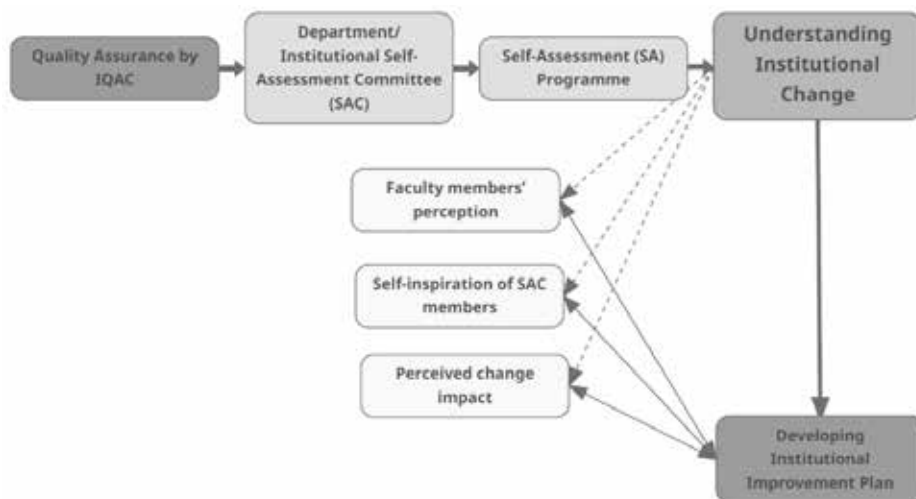 Quality Assurance by
IQAC
Department/
Institutional Self-
Assessment Committee
(SAC)
Self-Assessment (SA)
Programme
Understanding
Institutional
Change
Faculty members'
perception
Self-inspiration of SAC
members
Perceived change
impact
Developing
Institutional
Improvement Plan